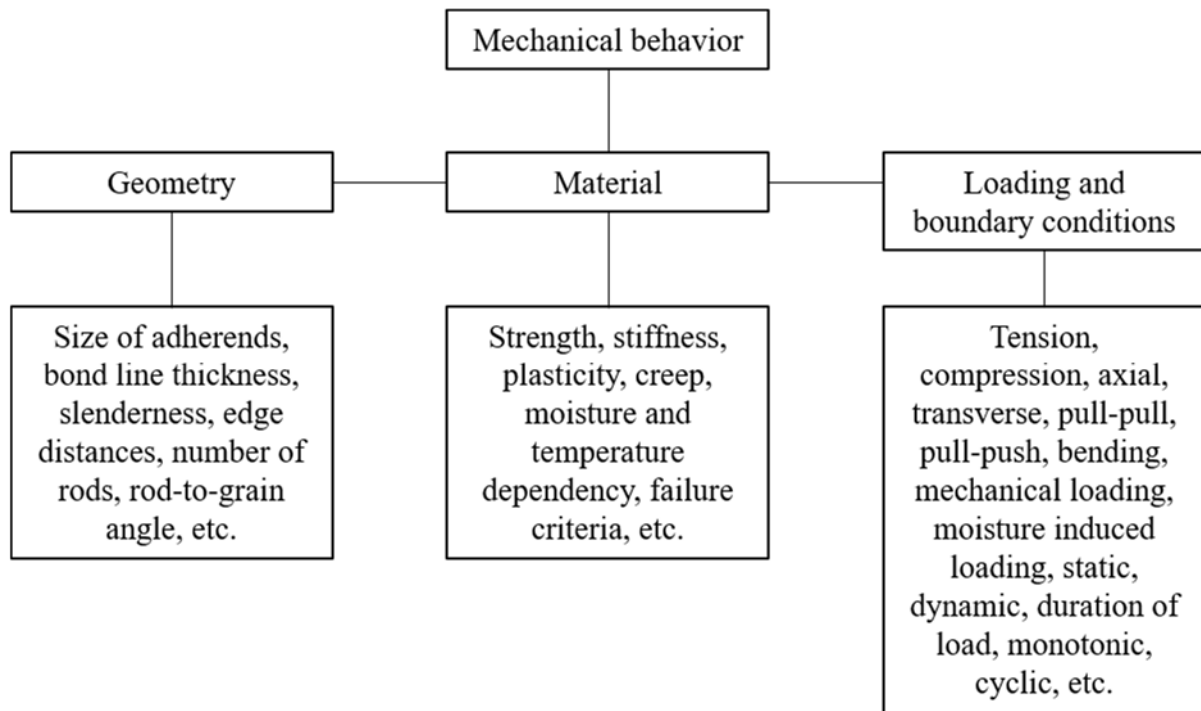 Mechanical behavior
Geometry
Material
Loading and
boundary conditions
Size of adherends,
bond line thickness,
slenderness, edge
distances, number of
rods, rod-to-grain
angle, etc.
Strength, stiffness,
plasticity, creep,
moisture and
temperature
dependency, failure
criteria, etc.
Tension,
compression, axial,
transverse, pull-pull,
pull-push, bending,
mechanical loading,
moisture induced
loading, static,
dynamic, duration of
load, monotonic,
cyclic, etc.